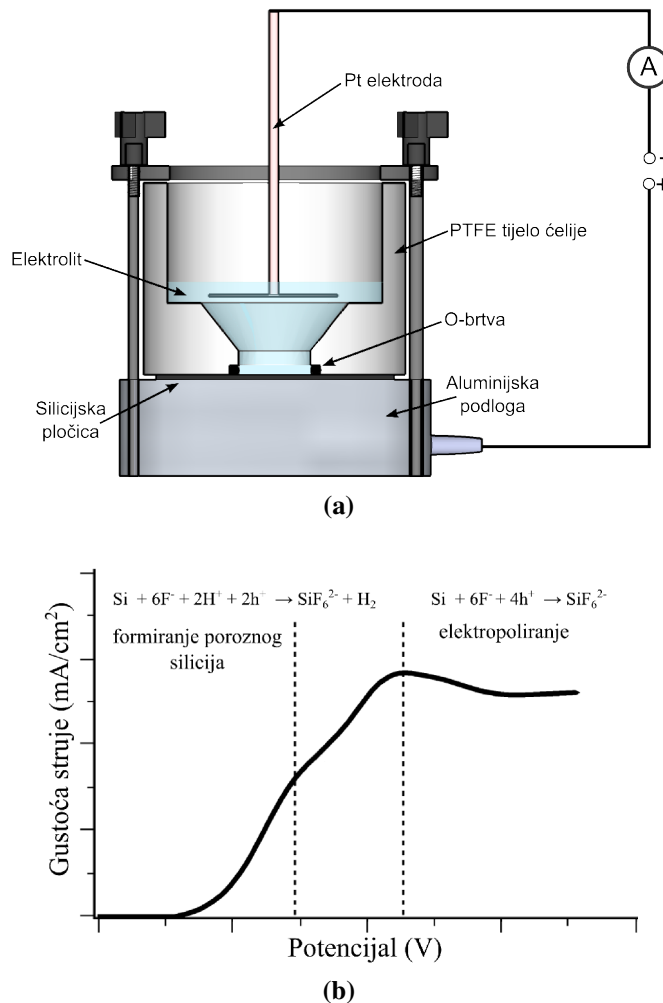 Pt elektroda
A
-
+
PTFE tijelo ćelije
Elektrolit
O-brtva
Silicijska
pločica
Aluminijska
podloga
(a)
Si + 6F⁻ + 2H⁺ + 2h⁺ → SiF₆²⁻ + H₂
formiranje poroznog
silicija
Si + 6F⁻ + 4h⁺ → SiF₆²⁻
elektropoliranje
Gustoća struje (mA/cm²)
Potencijal (V)
(b)